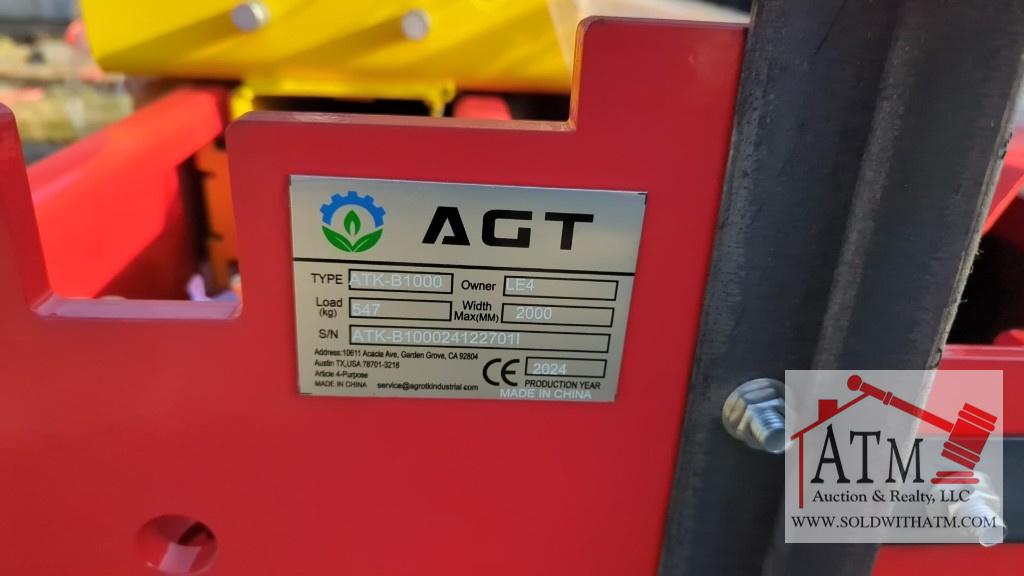 AGT
TYPE ATK-B1000 Owner LE4
Load (kg) 547 Width Max(MM) 2000
S/N ATK-B100024122701I
Address:10611 Acacia Ave, Garden Grove, CA 92804
Austin TX,USA 78701-3218
Article 4-Purpose
MADE IN CHINA service@agrotkindustrial.com
CE 2024
PRODUCTION YEAR
MADE IN CHINA
ATM
Auction & Realty, LLC
WWW.SOLDWITHATM.COM